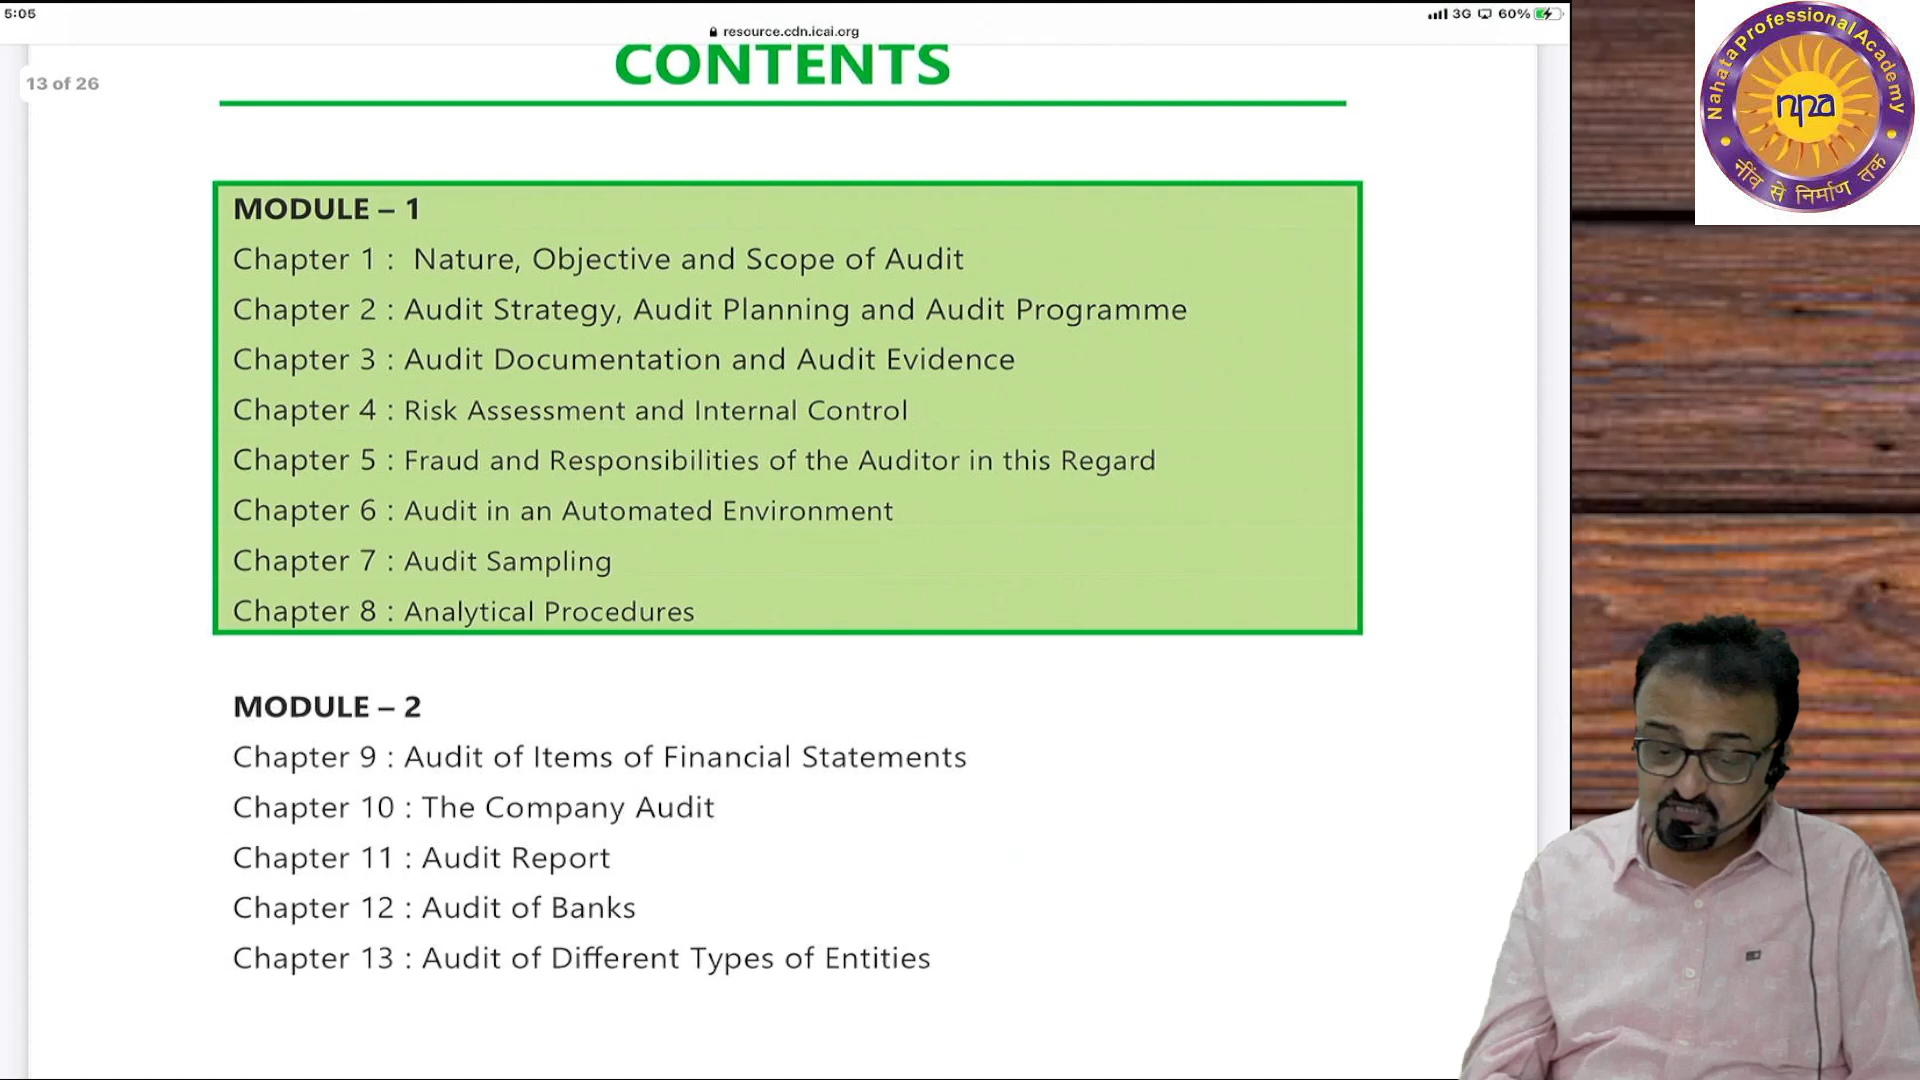 5:05
3G 60%
resource.cdn.icai.org
CONTENTS
13 of 26
MODULE – 1
Chapter 1 : Nature, Objective and Scope of Audit
Chapter 2 : Audit Strategy, Audit Planning and Audit Programme
Chapter 3 : Audit Documentation and Audit Evidence
Chapter 4 : Risk Assessment and Internal Control
Chapter 5 : Fraud and Responsibilities of the Auditor in this Regard
Chapter 6 : Audit in an Automated Environment
Chapter 7 : Audit Sampling
Chapter 8 : Analytical Procedures
MODULE – 2
Chapter 9 : Audit of Items of Financial Statements
Chapter 10 : The Company Audit
Chapter 11 : Audit Report
Chapter 12 : Audit of Banks
Chapter 13 : Audit of Different Types of Entities
Nahata Professional Academy
npa
नींव से निर्माण तक